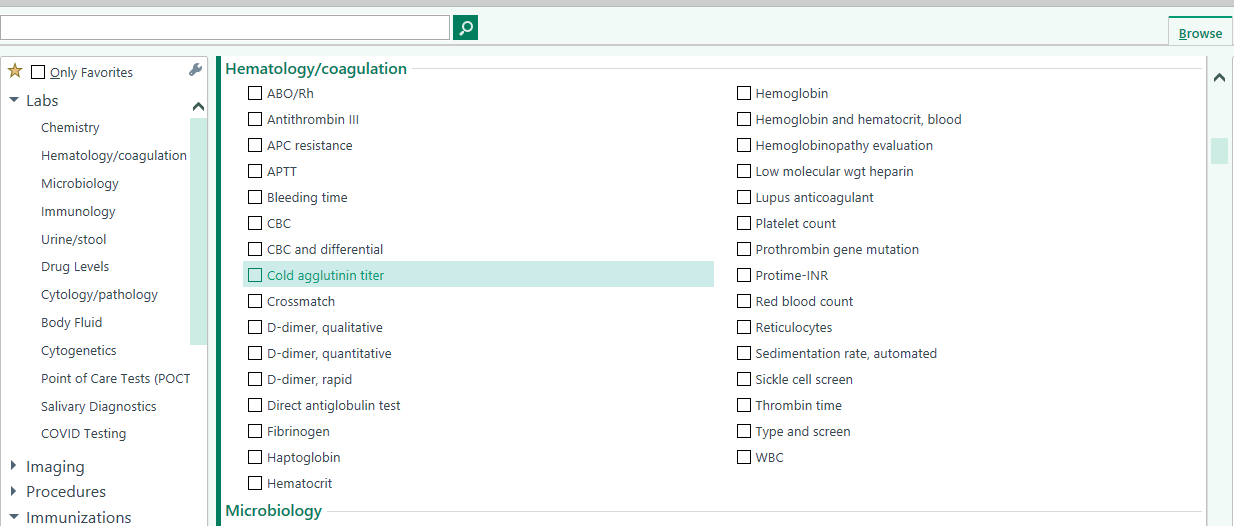 Browse
Only Favorites
Labs
Chemistry
Hematology/coagulation
Microbiology
Immunology
Urine/stool
Drug Levels
Cytology/pathology
Body Fluid
Cytogenetics
Point of Care Tests (POCT
Salivary Diagnostics
COVID Testing
Imaging
Procedures
Immunizations
Hematology/coagulation
ABO/Rh
Antithrombin III
APC resistance
APTT
Bleeding time
CBC
CBC and differential
Cold agglutinin titer
Crossmatch
D-dimer, qualitative
D-dimer, quantitative
D-dimer, rapid
Direct antiglobulin test
Fibrinogen
Haptoglobin
Hematocrit
Hemoglobin
Hemoglobin and hematocrit, blood
Hemoglobinopathy evaluation
Low molecular wgt heparin
Lupus anticoagulant
Platelet count
Prothrombin gene mutation
Protime-INR
Red blood count
Reticulocytes
Sedimentation rate, automated
Sickle cell screen
Thrombin time
Type and screen
WBC
Microbiology